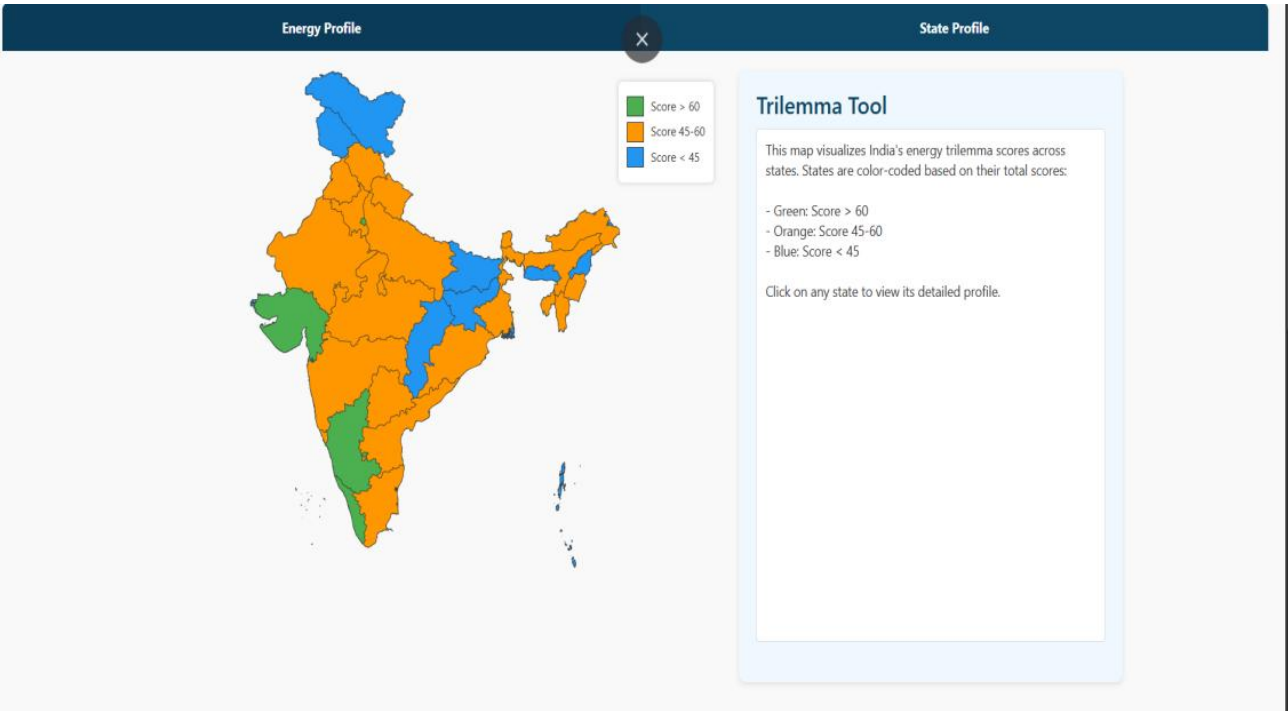 Energy Profile
State Profile
Score > 60
Score 45-60
Score < 45
Trilemma Tool
This map visualizes India's energy trilemma scores across
states. States are color-coded based on their total scores:
- Green: Score > 60
- Orange: Score 45-60
- Blue: Score < 45
Click on any state to view its detailed profile.